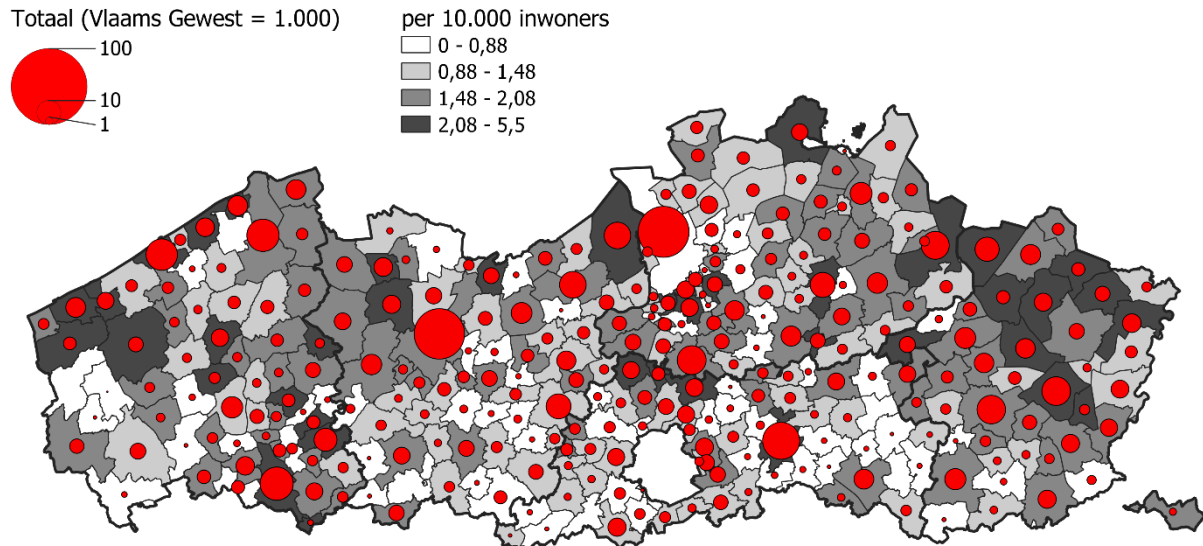 Totaal (Vlaams Gewest = 1.000)
100
10
1
per 10.000 inwoners
0 - 0,88
0,88 - 1,48
1,48 - 2,08
2,08 - 5,5